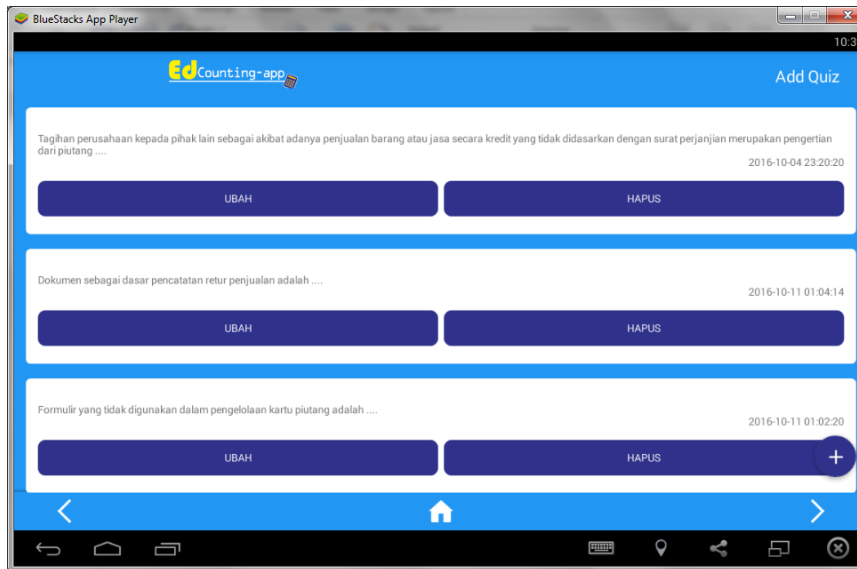 BlueStacks App Player
10:3
EdCounting-app
Add Quiz
Tagihan perusahaan kepada pihak lain sebagai akibat adanya penjualan barang atau jasa secara kredit yang tidak didasarkan dengan surat perjanjian merupakan pengertian
dari piutang ....
2016-10-04 23:20:20
UBAH
HAPUS
Dokumen sebagai dasar pencatatan retur penjualan adalah ....
2016-10-11 01:04:14
UBAH
HAPUS
Formulir yang tidak digunakan dalam pengelolaan kartu piutang adalah ....
2016-10-11 01:02:20
UBAH
HAPUS
+